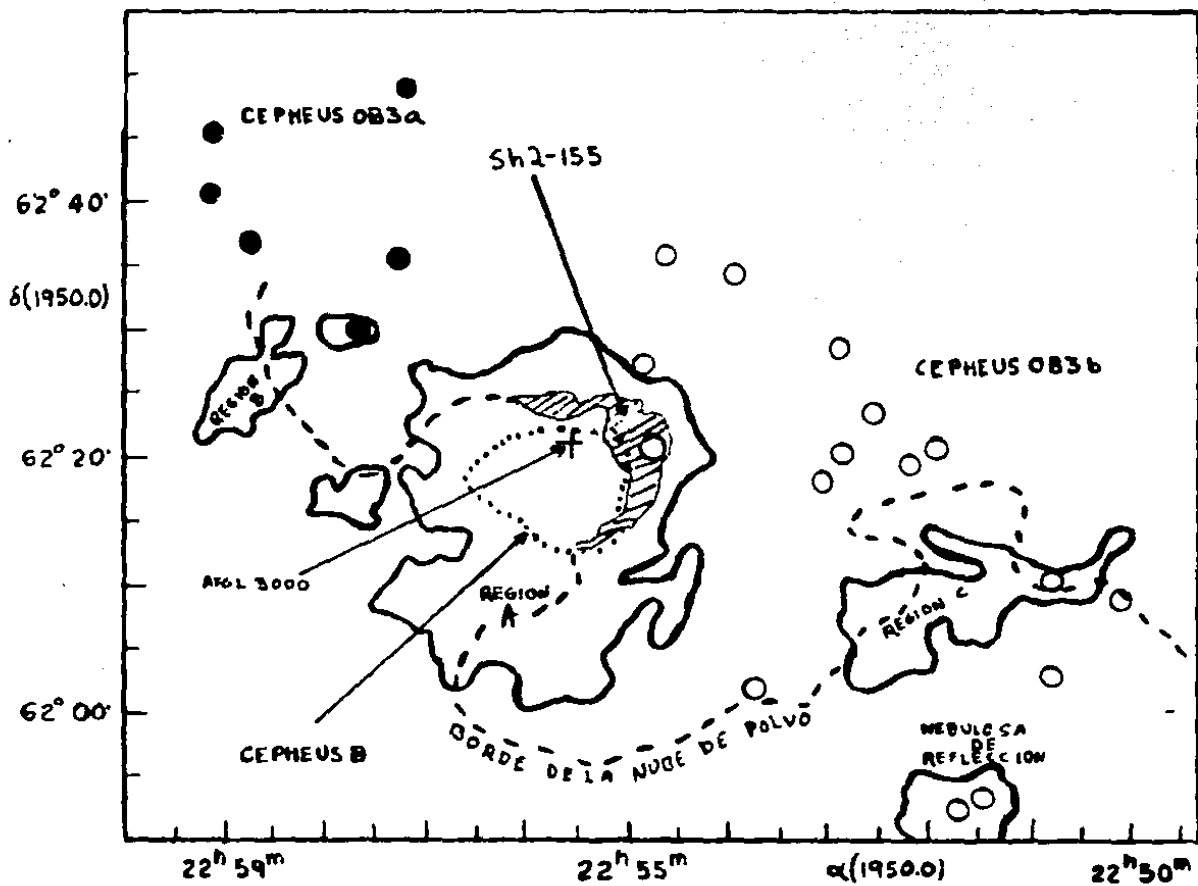 CEPHEUS OB3a
Sh2-155
62° 40'
δ(1950.0)
REGION
B
CEPHEUS OB3b
62° 20'
AFGL 3000
REGION
A
REGION C
62° 00'
CEPHEUS B
BORDE DE LA NUBE DE POLVO
NEBULOSA
DE
REFLECCION
22ʰ 59ᵐ
22ʰ 55ᵐ
α(1950.0)
22ʰ 50ᵐ